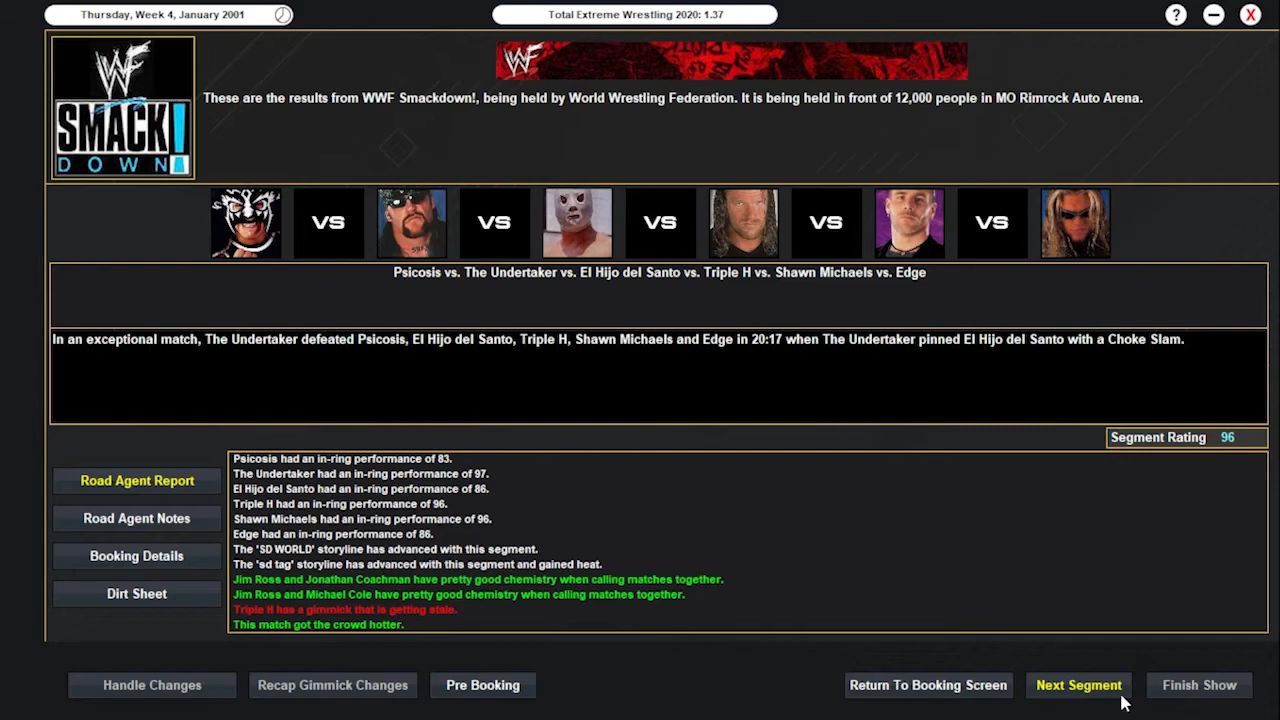 Thursday, Week 4, January 2001
Total Extreme Wrestling 2020: 1.37
? X
WF
SMACK
DOWN!
WF
These are the results from WWF Smackdown!, being held by World Wrestling Federation. It is being held in front of 12,000 people in MO Rimrock Auto Arena.
VS VS VS VS VS
Psicosis vs. The Undertaker vs. El Hijo del Santo vs. Triple H vs. Shawn Michaels vs. Edge
In an exceptional match, The Undertaker defeated Psicosis, El Hijo del Santo, Triple H, Shawn Michaels and Edge in 20:17 when The Undertaker pinned El Hijo del Santo with a Choke Slam.
Segment Rating 96
Road Agent Report
Road Agent Notes
Booking Details
Dirt Sheet
Psicosis had an in-ring performance of 83.
The Undertaker had an in-ring performance of 97.
El Hijo del Santo had an in-ring performance of 86.
Triple H had an in-ring performance of 96.
Shawn Michaels had an in-ring performance of 96.
Edge had an in-ring performance of 86.
The 'SD WORLD' storyline has advanced with this segment.
The 'sd tag' storyline has advanced with this segment and gained heat.
Jim Ross and Jonathan Coachman have pretty good chemistry when calling matches together.
Jim Ross and Michael Cole have pretty good chemistry when calling matches together.
Triple H has a gimmick that is getting stale.
This match got the crowd hotter.
Handle Changes
Recap Gimmick Changes
Pre Booking
Return To Booking Screen
Next Segment
Finish Show